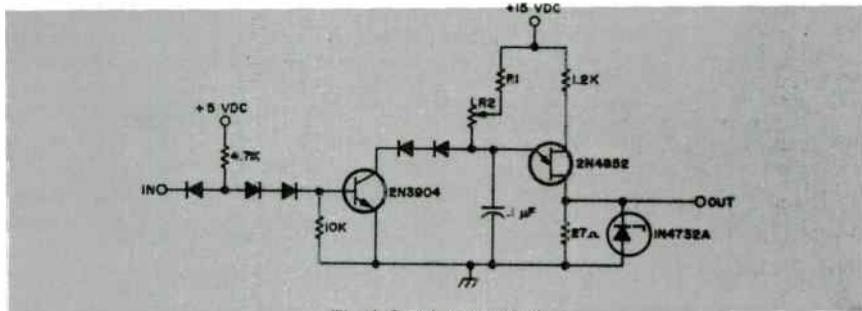 +15 VDC
R1
1.2K
R2
+5 VDC
4.7K
IN
2N3904
2N4852
.1 µF
10K
27Ω
OUT
1N4732A